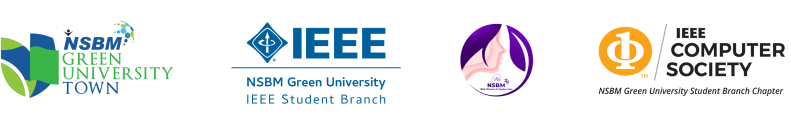 NSBM
GREEN
UNIVERSITY
TOWN
IEEE
NSBM Green University
IEEE Student Branch
NSBM
IEEE
COMPUTER
SOCIETY
TM
NSBM Green University Student Branch Chapter